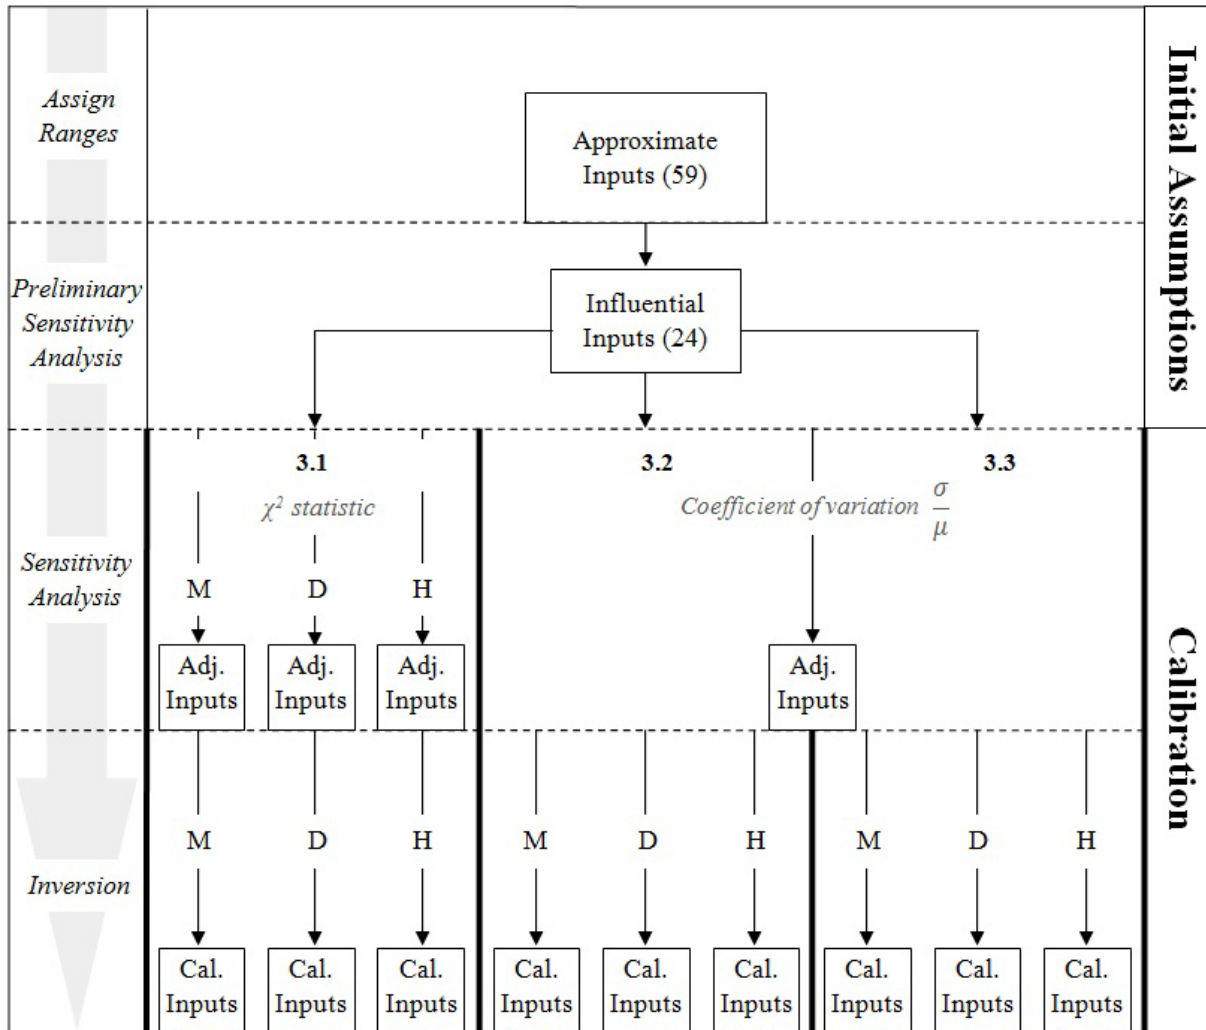 Assign
Ranges
Approximate
Inputs (59)
Initial Assumptions
Preliminary
Sensitivity
Analysis
Influential
Inputs (24)
3.1
3.2
3.3
χ² statistic
Coefficient of variation σ
μ
Sensitivity
Analysis
M
D
H
Adj.
Inputs
Adj.
Inputs
Adj.
Inputs
Adj.
Inputs
Calibration
Inversion
M
D
H
M
D
H
M
D
H
Cal.
Inputs
Cal.
Inputs
Cal.
Inputs
Cal.
Inputs
Cal.
Inputs
Cal.
Inputs
Cal.
Inputs
Cal.
Inputs
Cal.
Inputs